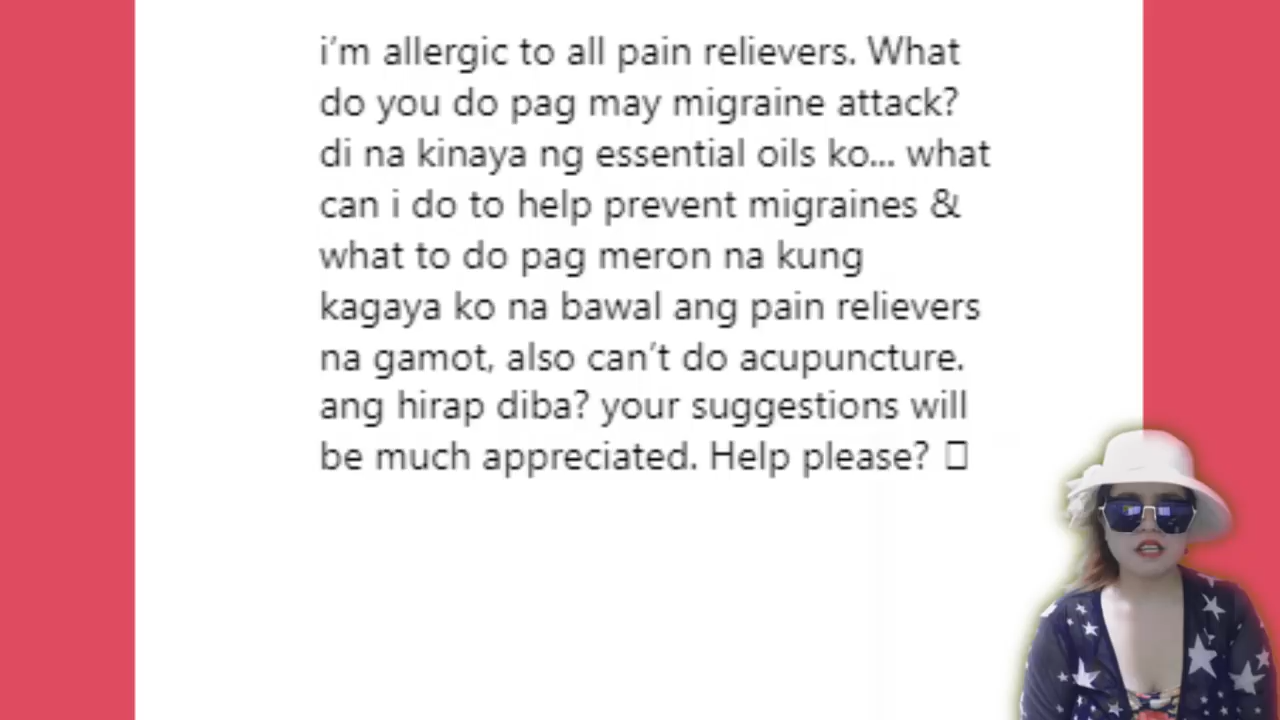 i'm allergic to all pain relievers. What
do you do pag may migraine attack?
di na kinaya ng essential oils ko... what
can i do to help prevent migraines &
what to do pag meron na kung
kagaya ko na bawal ang pain relievers
na gamot, also can't do acupuncture.
ang hirap diba? your suggestions will
be much appreciated. Help please? □